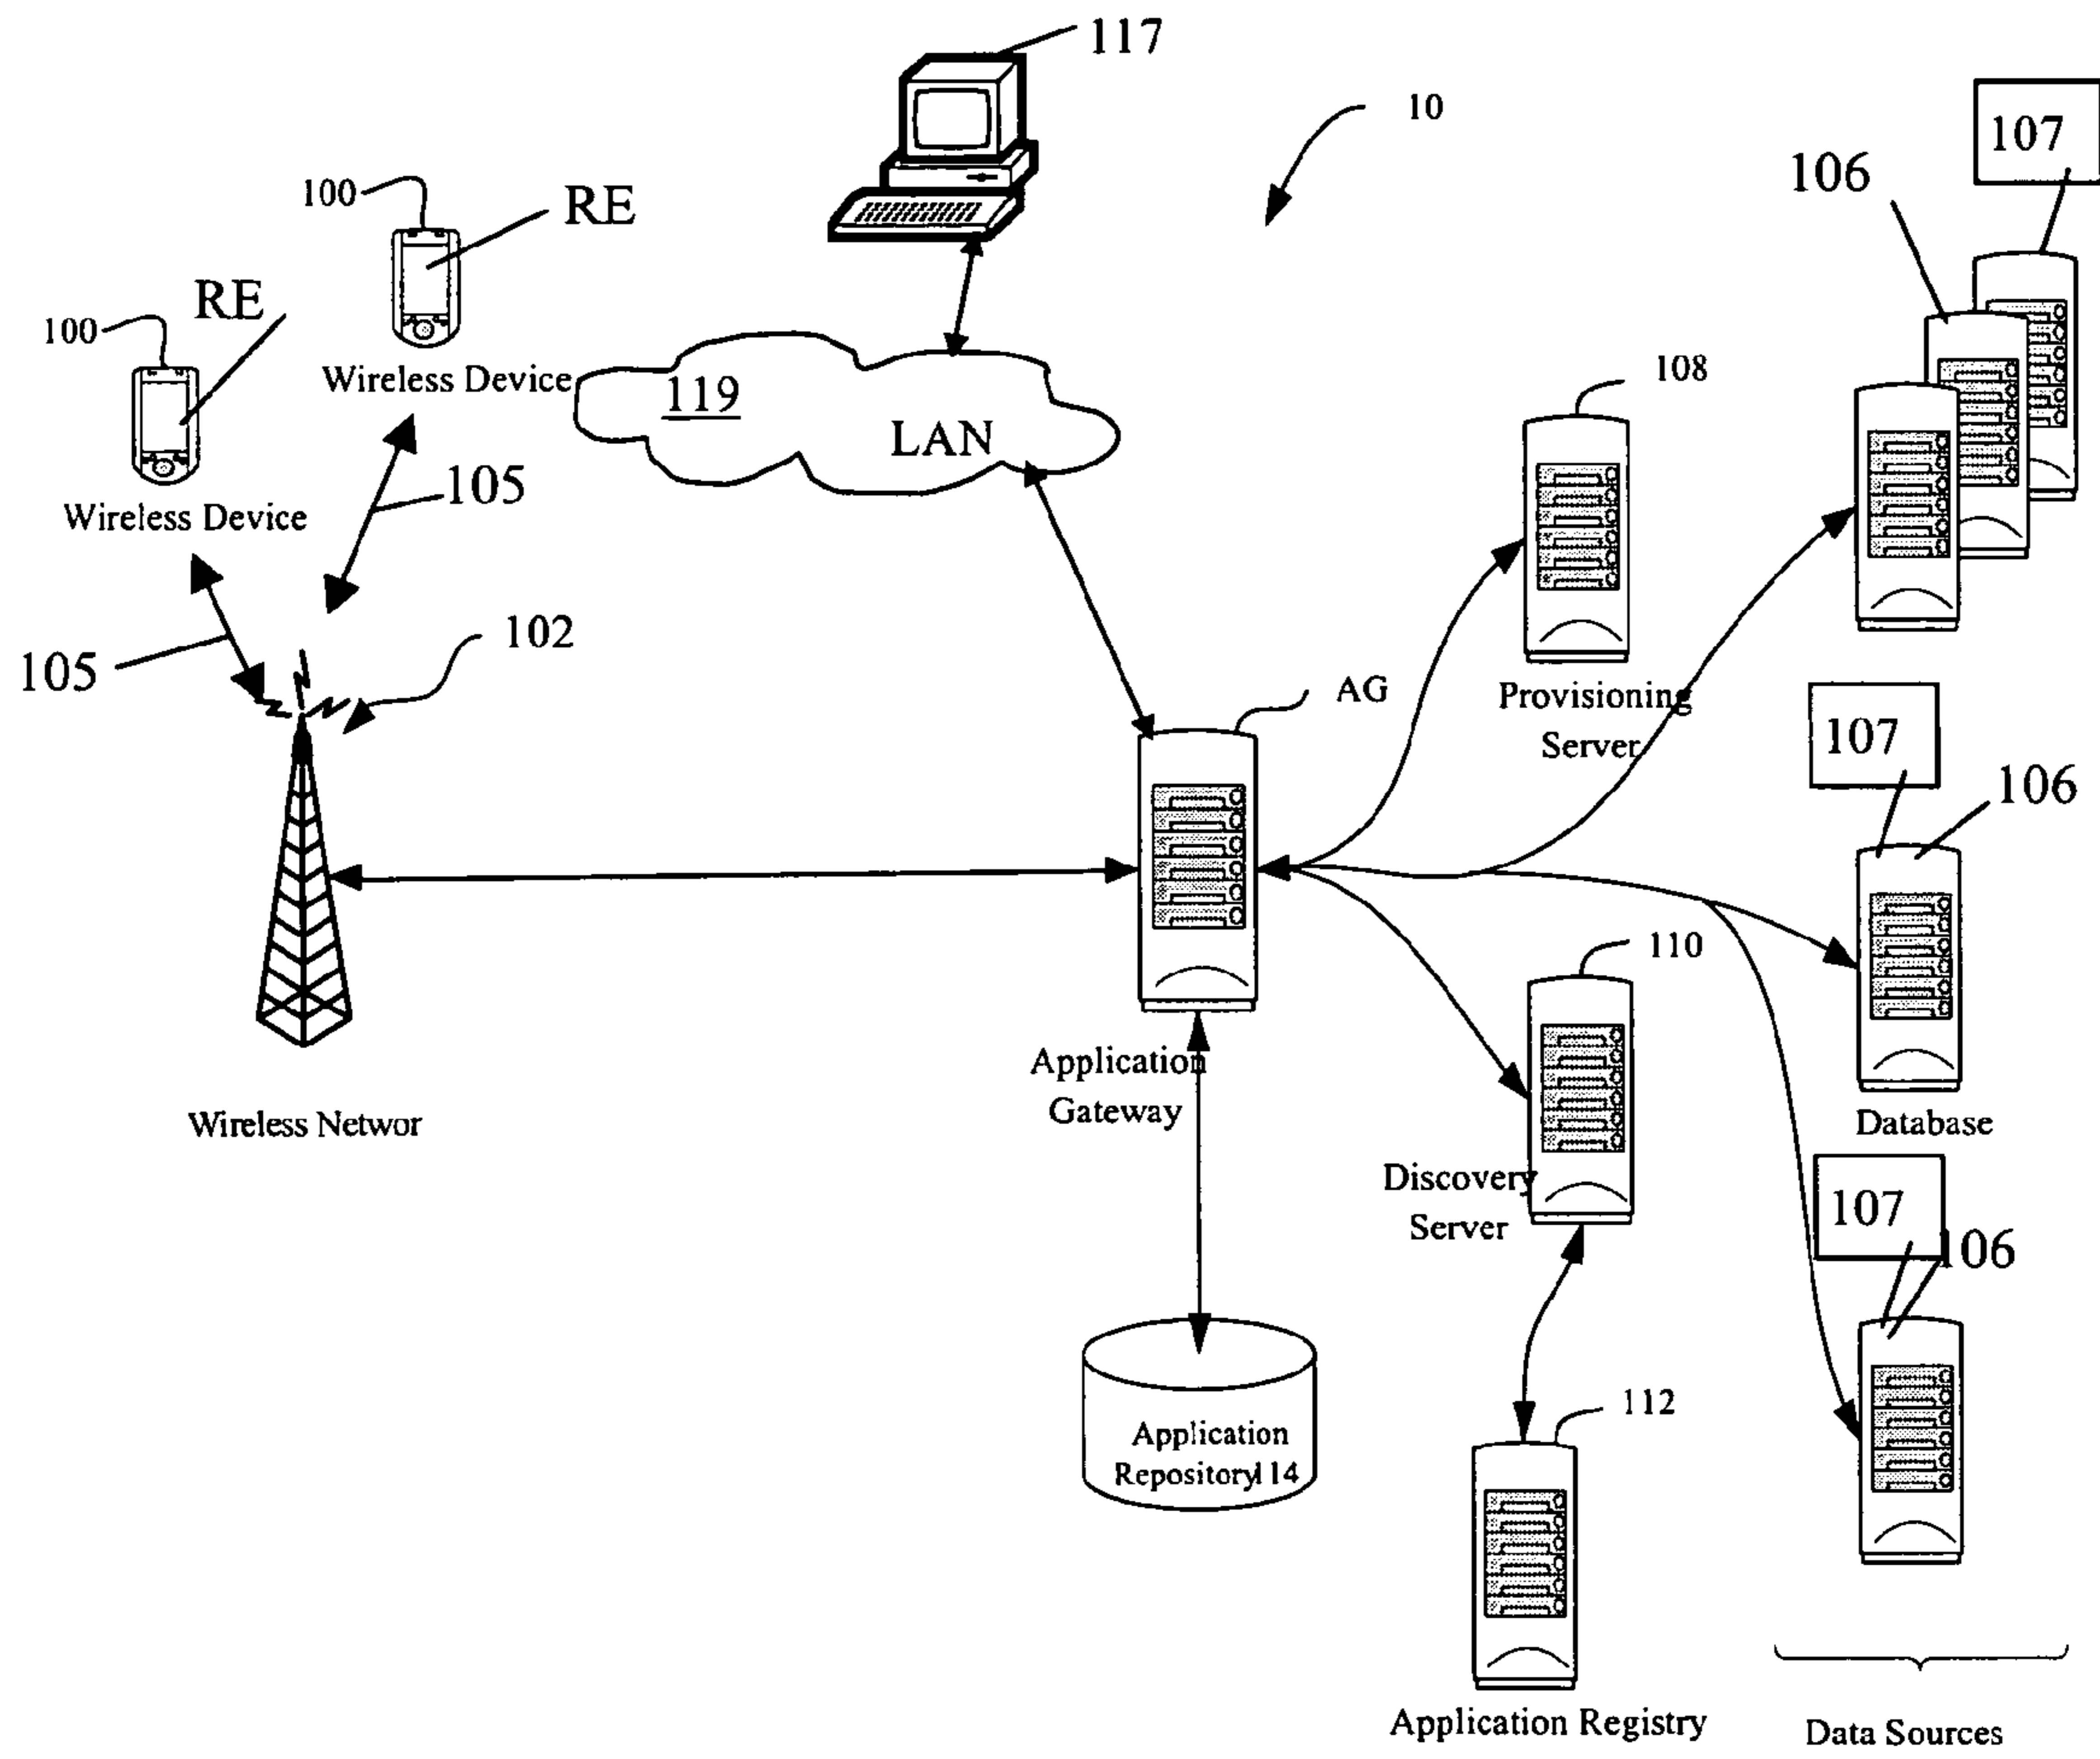 117
10
107
106
100
RE
RE
100
Wireless Device
119
LAN
108
105
Wireless Device
102
105
AG
Provisioning
Server
107
106
110
Application
Gateway
Wireless Networ
Database
Discovery
Server
107
106
112
Application
Repository114
Application Registry
Data Sources